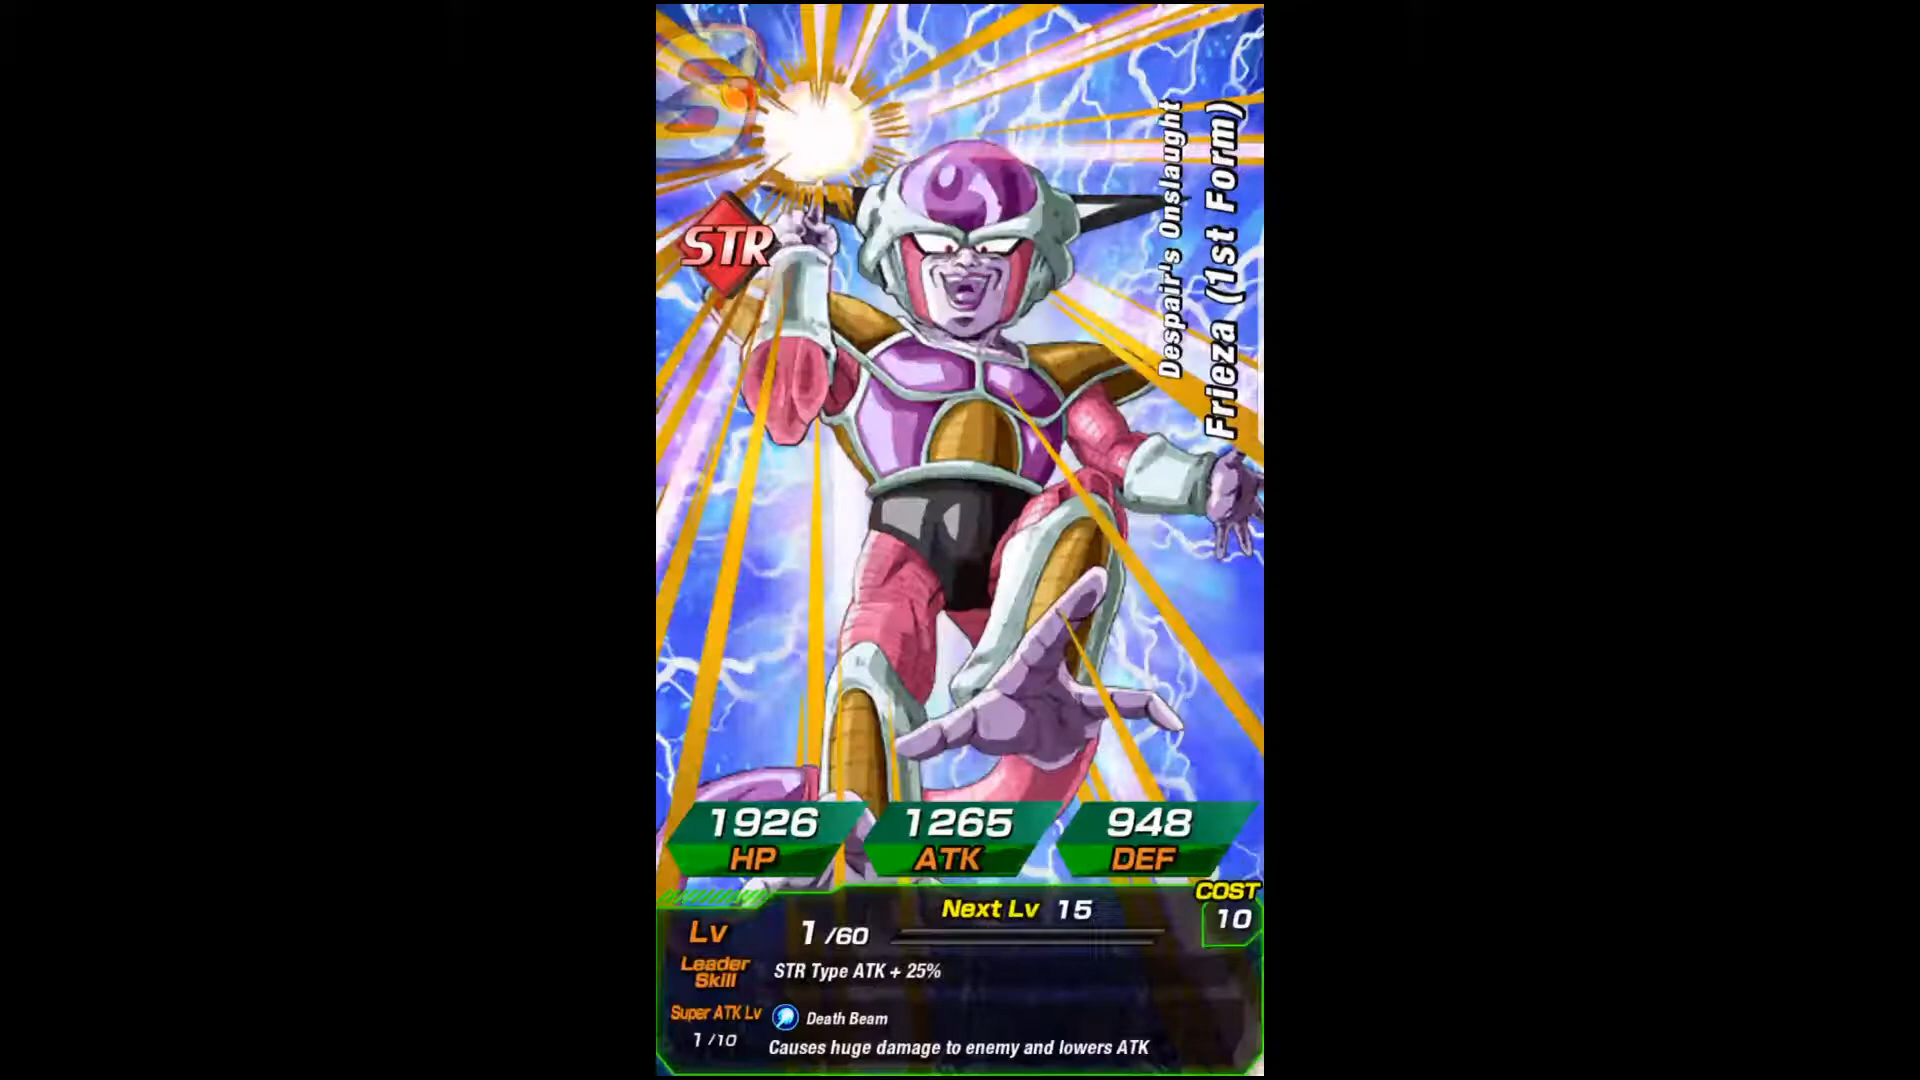 STR
Despair's Onslaught
Frieza (1st Form)
1926
HP
1265
ATK
948
DEF
COST
10
Next Lv 15
Lv 1/60
Leader Skill
STR Type ATK + 25%
Super ATK Lv
1/10
Death Beam
Causes huge damage to enemy and lowers ATK